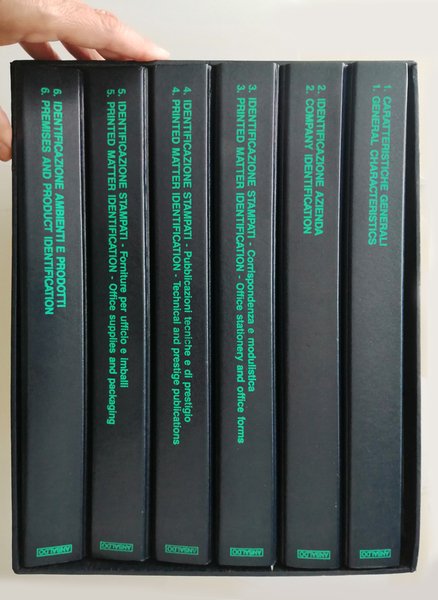 1. CARATTERISTICHE GENERALI
1. GENERAL CHARACTERISTICS
ANSALDO
2. IDENTIFICAZIONE AZIENDA
2. COMPANY IDENTIFICATION
ANSALDO
3. IDENTIFICAZIONE STAMPATI - Corrispondenza e modulistica
3. PRINTED MATTER IDENTIFICATION - Office stationery and office forms
ANSALDO
4. IDENTIFICAZIONE STAMPATI - Pubblicazioni tecniche e di prestigio
4. PRINTED MATTER IDENTIFICATION - Technical and prestige publications
ANSALDO
5. IDENTIFICAZIONE STAMPATI - Forniture per ufficio e imballi
5. PRINTED MATTER IDENTIFICATION - Office supplies and packaging
ANSALDO
6. IDENTIFICAZIONE AMBIENTI E PRODOTTI
6. PREMISES AND PRODUCT IDENTIFICATION
ANSALDO